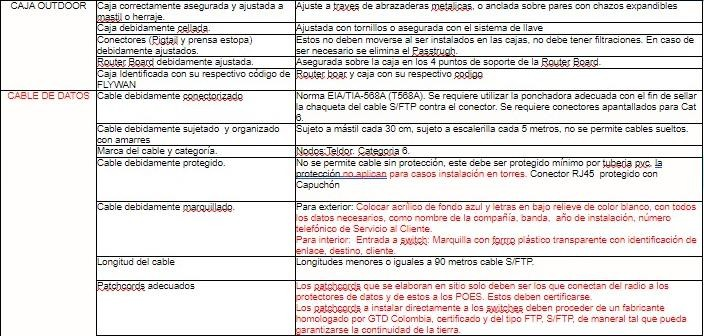 CAJA OUTDOOR
Caja correctamente asegurada y ajustada a
mastil o herraje.
Ajuste a traves de abrazaderas metalicas, o anclada sobre pares con chazos expandibles
Caja debidamente cellada.
Ajustada con tornillos o asegurada con el sistema de llave
Conectores (Pigtail y prensa estopa)
debidamente ajustados.
Estos no deben moverse al ser instalados en las cajas, no debe tener filtraciones. En caso de
ser necesario se elimina el Passtrugh.
Router Board debidamente ajustada.
Asegurada sobre la caja en los 4 puntos de soporte de la Router Board.
Caja Identificada con su respectivo código de
FLYWAN
Router boar y caja con su respectivo codigo
CABLE DE DATOS
Cable debidamente conectorizado
Norma EIA/TIA-568A (T568A). Se requiere utilizar la ponchadora adecuada con el fin de sellar
la chaqueta del cable S/FTP contra el conector. Se requiere conectores apantallados para Cat
6.
Cable debidamente sujetado y organizado
con amarres
Sujeto a mástil cada 30 cm, sujeto a escalerilla cada 5 metros, no se permite cables sueltos.
Marca del cable y categoría.
Nodos:Teldor. Categoria 6.
Cable debidamente protegido.
No se permite cable sin protección, este debe ser protegido mínimo por tuberia pvc. la
protección no aplican para casos instalación en torres. Conector RJ45 protegido con
Capuchón
Cable debidamente marquillado.
Para exterior: Colocar acrílico de fondo azul y letras en bajo relieve de color blanco, con todos
los datos necesarios, como nombre de la compañía, banda, año de instalación, número
telefónico de Servicio al Cliente.
Para interior: Entrada a switch: Marquilla con forro plástico transparente con identificación de
enlace, destino, cliente.
Longitud del cable
Longitudes menores o iguales a 90 metros cable S/FTP.
Patchcords adecuados
Los patchcords que se elaboran en sitio solo deben ser los que conectan del radio a los
protectores de datos y de estos a los POES. Estos deben certificarse.
Los patchcords a instalar directamente a los switches deben proceder de un fabricante
homologado por GTD Colombia, certificado y del tipo FTP, S/FTP, de maneral tal que pueda
garantizarse la continuidad de la tierra.